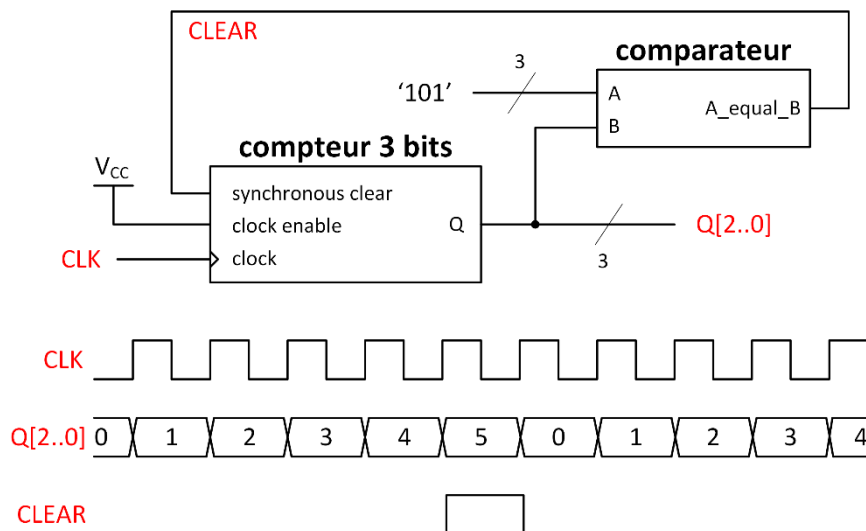 CLEAR
comparateur
3
‘101’
A
A_equal_B
B
compteur 3 bits
VCC
synchronous clear
clock enable
Q
Q[2..0]
CLK
clock
3
CLK
Q[2..0] 0 1 2 3 4 5 0 1 2 3 4
CLEAR